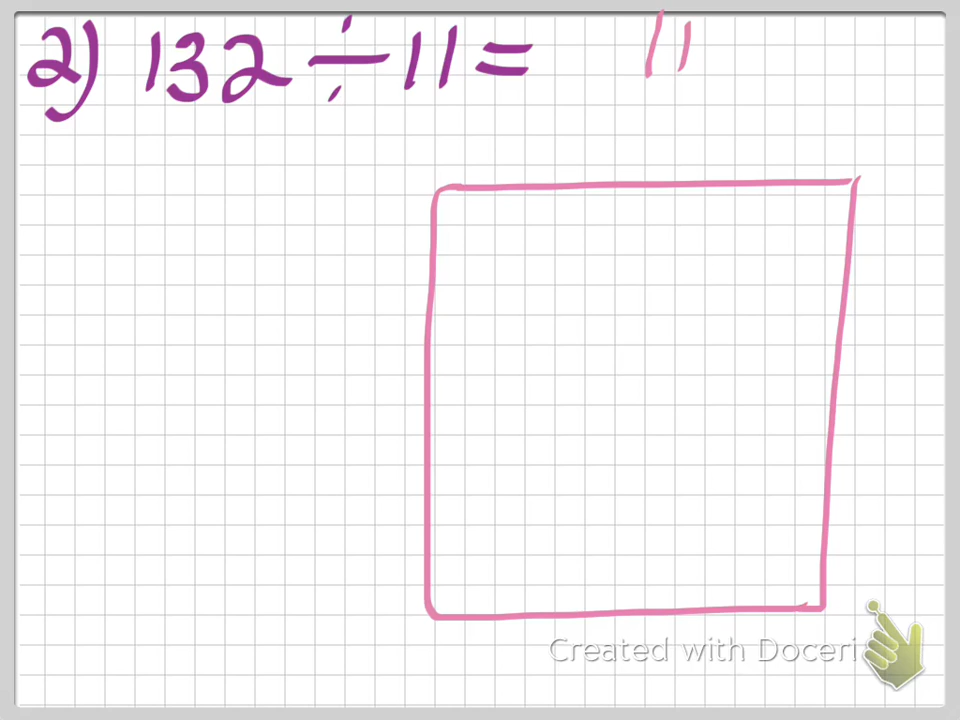 2) 132 ÷ 11 = 11
Created with Doceri